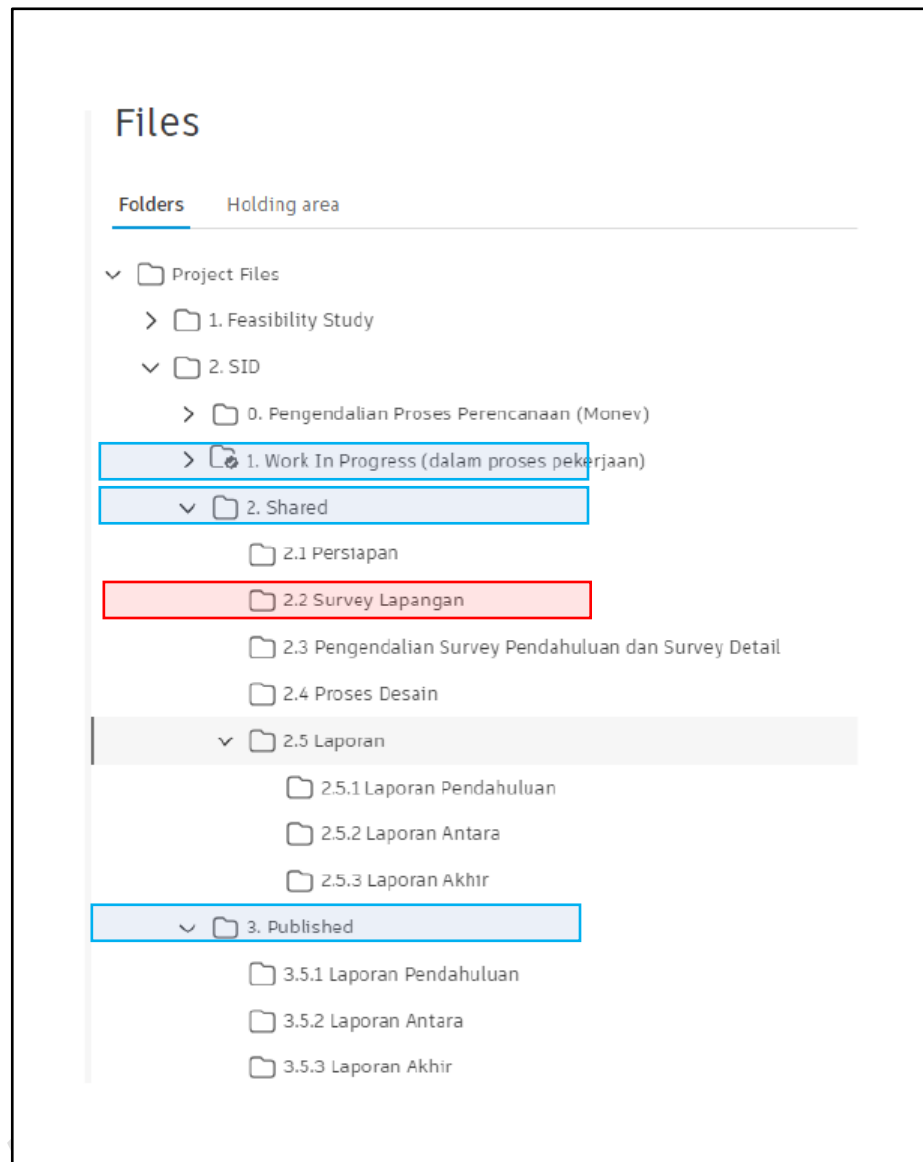 Files
Folders Holding area
Project Files
1. Feasibility Study
2. SID
0. Pengendalian Proses Perencanaan (Monev)
1. Work In Progress (dalam proses pekerjaan)
2. Shared
2.1 Persiapan
2.2 Survey Lapangan
2.3 Pengendalian Survey Pendahuluan dan Survey Detail
2.4 Proses Desain
2.5 Laporan
2.5.1 Laporan Pendahuluan
2.5.2 Laporan Antara
2.5.3 Laporan Akhir
3. Published
3.5.1 Laporan Pendahuluan
3.5.2 Laporan Antara
3.5.3 Laporan Akhir